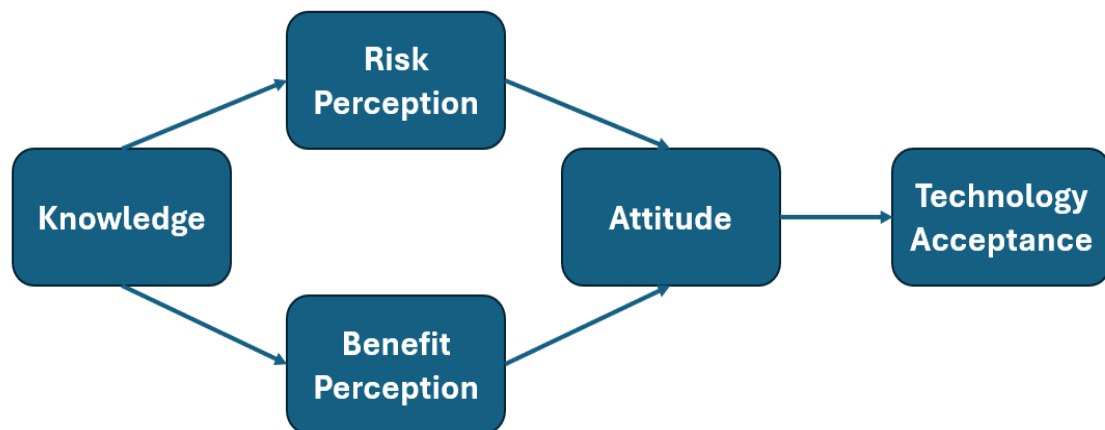 Risk
Perception
Knowledge
Attitude
Technology
Acceptance
Benefit
Perception